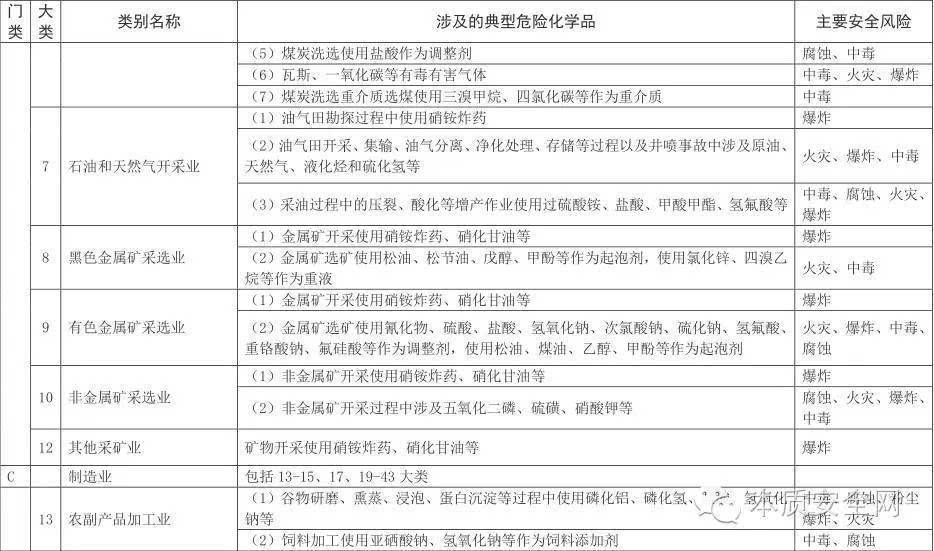 门类 大类 类别名称 涉及的典型危险化学品 主要安全风险
（5）煤炭洗选使用盐酸作为调整剂 腐蚀、中毒
（6）瓦斯、一氧化碳等有毒有害气体 中毒、火灾、爆炸
（7）煤炭洗选重介质选煤使用三溴甲烷、四氯化碳等作为重介质 中毒
7 石油和天然气开采业
（1）油气田勘探过程中使用硝铵炸药 爆炸
（2）油气田开采、集输、油气分离、净化处理、存储等过程以及井喷事故中涉及原油、
天然气、液化烃和硫化氢等 火灾、爆炸、中毒
（3）采油过程中的压裂、酸化等增产作业使用过硫酸铵、盐酸、甲酸甲酯、氢氟酸等 中毒、腐蚀、火灾、
爆炸
8 黑色金属矿采选业
（1）金属矿开采使用硝铵炸药、硝化甘油等 爆炸
（2）金属矿选矿使用松油、松节油、戊醇、甲酚等作为起泡剂，使用氯化锌、四溴乙
烷等作为重液 火灾、中毒
9 有色金属矿采选业
（1）金属矿开采使用硝铵炸药、硝化甘油等 爆炸
（2）金属矿选矿使用氰化物、硫酸、盐酸、氢氧化钠、次氯酸钠、硫化钠、氢氟酸、 火灾、爆炸、中毒、
重铬酸钠、氟硅酸等作为调整剂，使用松油、煤油、乙醇、甲酚等作为起泡剂 腐蚀
10 非金属矿采选业
（1）非金属矿开采使用硝铵炸药、硝化甘油等 爆炸
（2）非金属矿开采过程中涉及五氧化二磷、硫磺、硝酸钾等 腐蚀、火灾、爆炸、
中毒
12 其他采矿业 矿物开采使用硝铵炸药、硝化甘油等 爆炸
C 制造业 包括13-15、17、19-43大类
13 农副产品加工业
（1）谷物研磨、熏蒸、浸泡、蛋白沉淀等过程中使用磷化铝、磷化氢、 氢氧化 中毒、腐蚀、粉尘
钠等 爆炸、火灾
（2）饲料加工使用亚硒酸钠、氢氧化钠等作为饲料添加剂 中毒、腐蚀
本质安全网